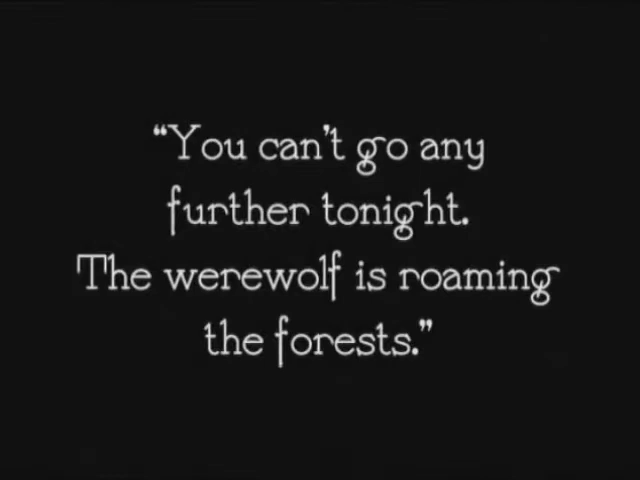 “You can't go any
further tonight.
The werewolf is roaming
the forests.”